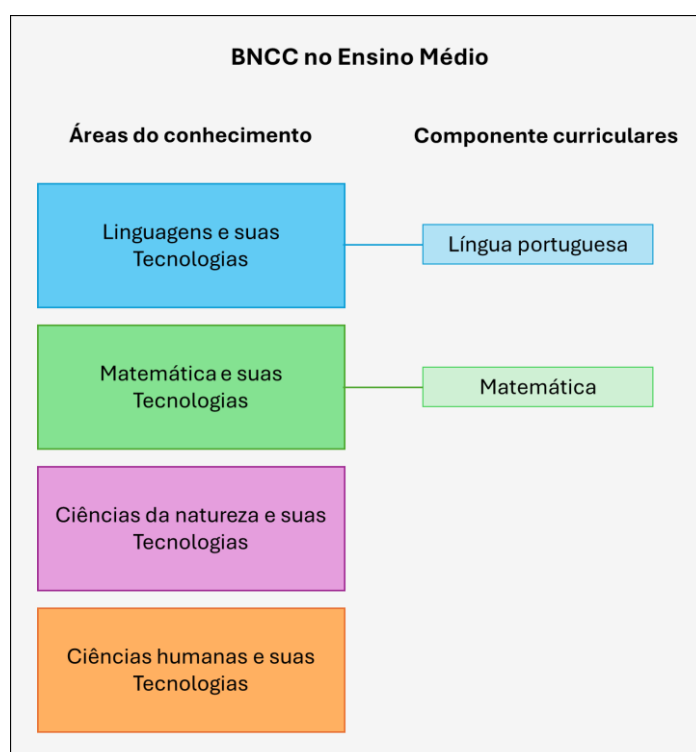 BNCC no Ensino Médio
Áreas do conhecimento
Componente curriculares
Linguagens e suas
Tecnologias
Língua portuguesa
Matemática e suas
Tecnologias
Matemática
Ciências da natureza e suas
Tecnologias
Ciências humanas e suas
Tecnologias